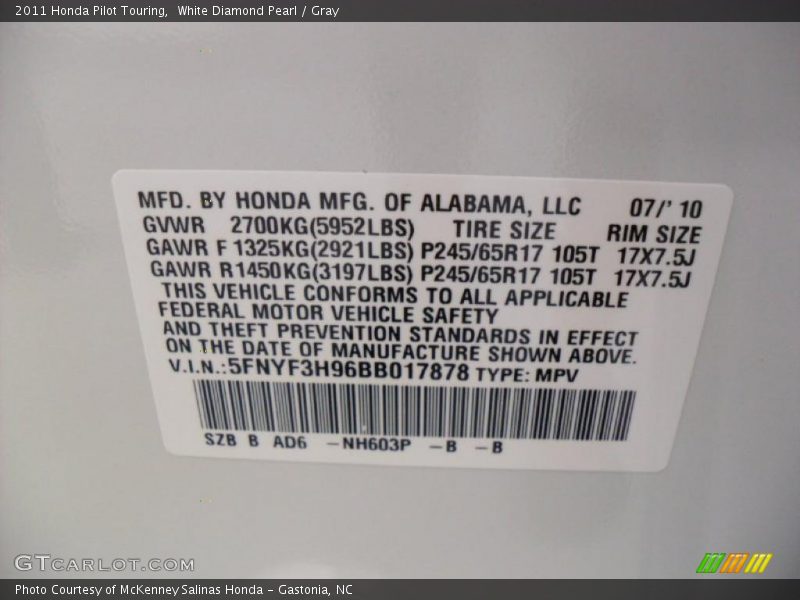 2011 Honda Pilot Touring,  White Diamond Pearl / Gray
MFD. BY HONDA MFG. OF ALABAMA, LLC 07/' 10
GVWR 2700KG(5952LBS) TIRE SIZE RIM SIZE
GAWR F 1325KG(2921LBS) P245/65R17 105T 17X7.5J
GAWR R1450KG(3197LBS) P245/65R17 105T 17X7.5J
THIS VEHICLE CONFORMS TO ALL APPLICABLE
FEDERAL MOTOR VEHICLE SAFETY
AND THEFT PREVENTION STANDARDS IN EFFECT
ON THE DATE OF MANUFACTURE SHOWN ABOVE.
V.I.N.:5FNYF3H96BB017878 TYPE: MPV
SZB B AD6 -NH603P -B -B
GTCARLOT.COM
Photo Courtesy of McKenney Salinas Honda - Gastonia, NC